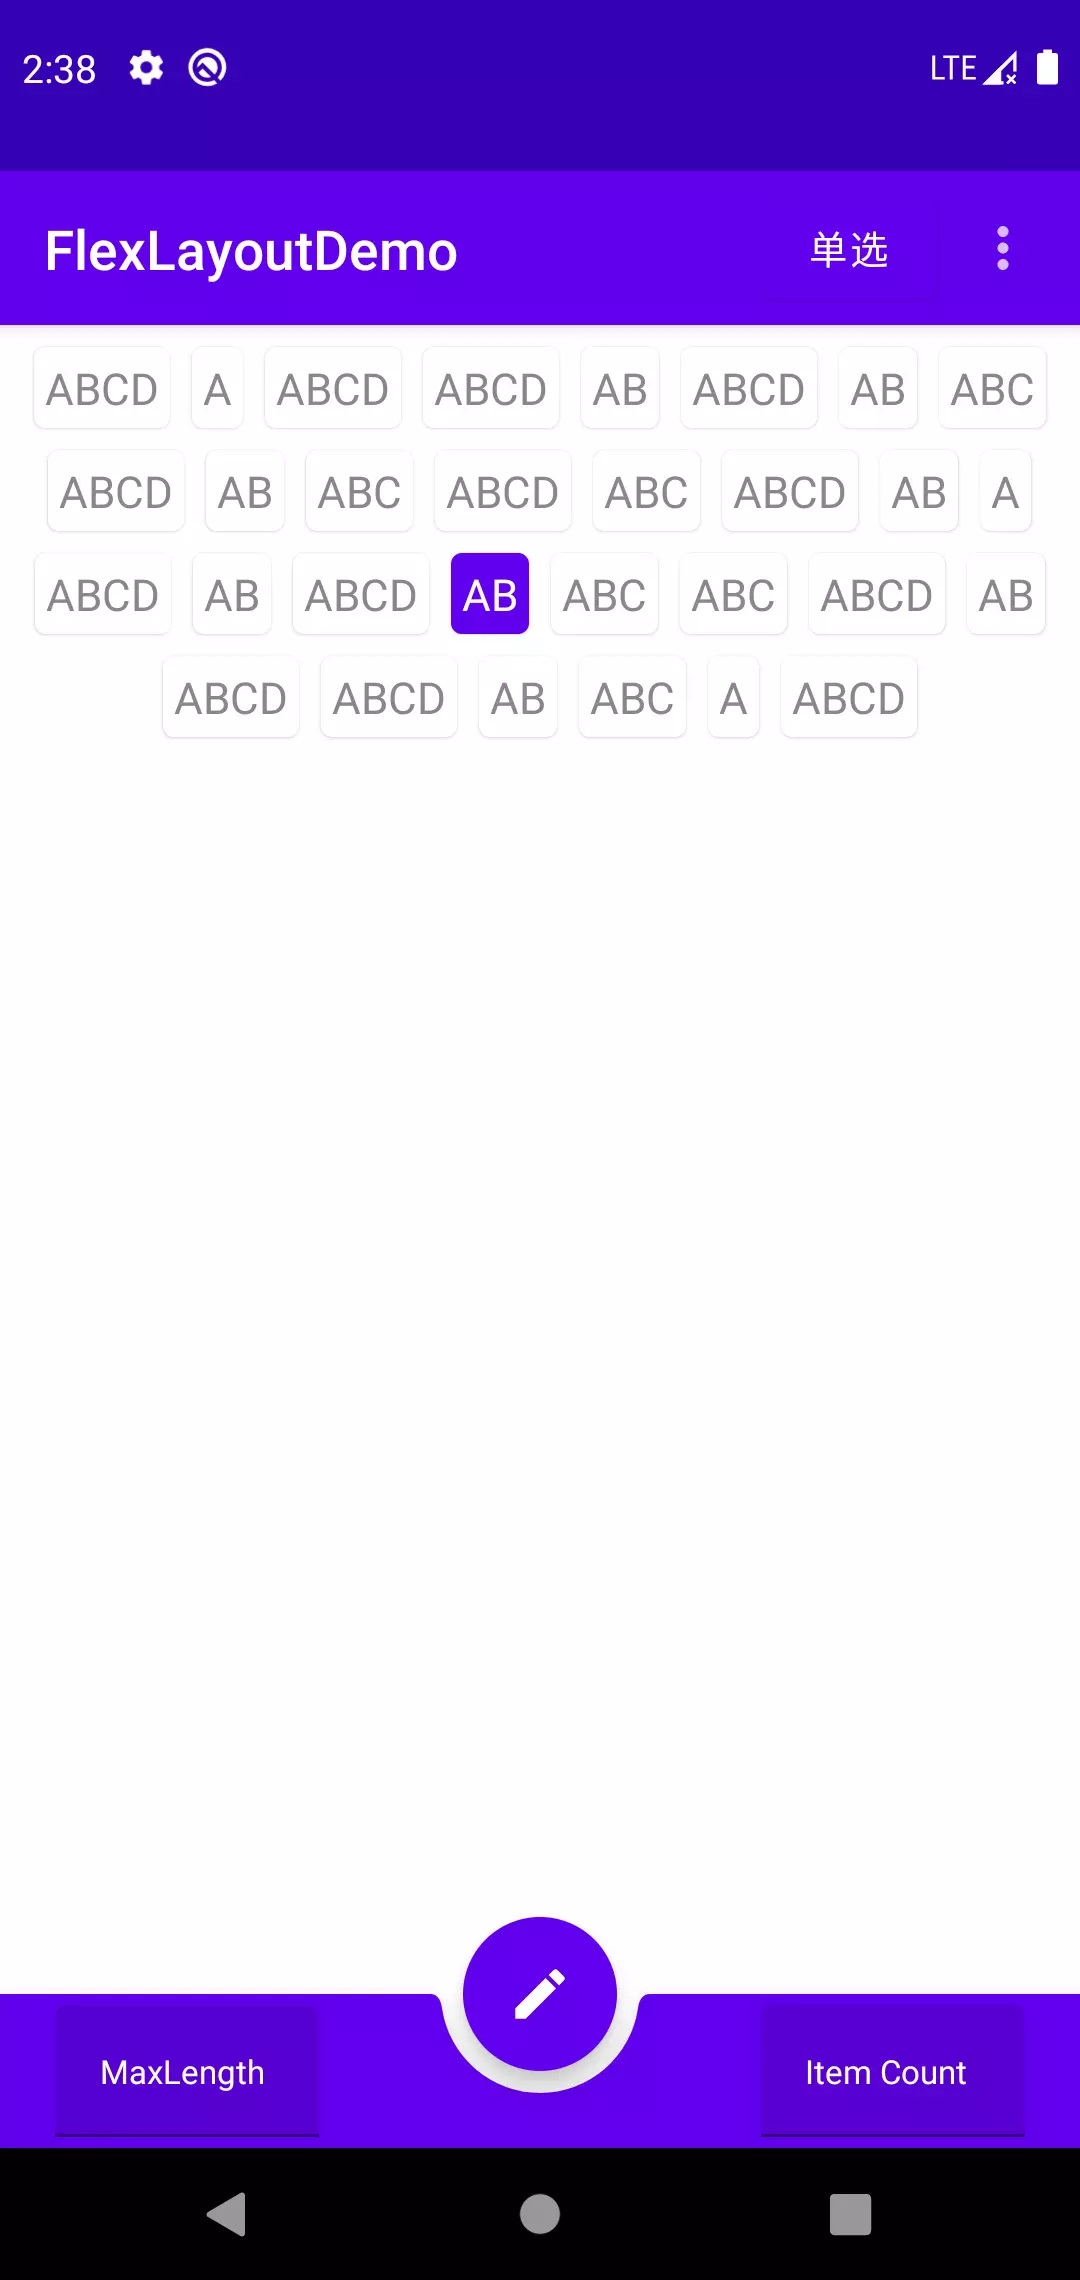 2:38 LTE
FlexLayoutDemo 单选
ABCD A ABCD ABCD AB ABCD AB ABC
ABCD AB ABC ABCD ABC ABCD AB A
ABCD AB ABCD AB ABC ABC ABCD AB
ABCD ABCD AB ABC A ABCD
MaxLength Item Count